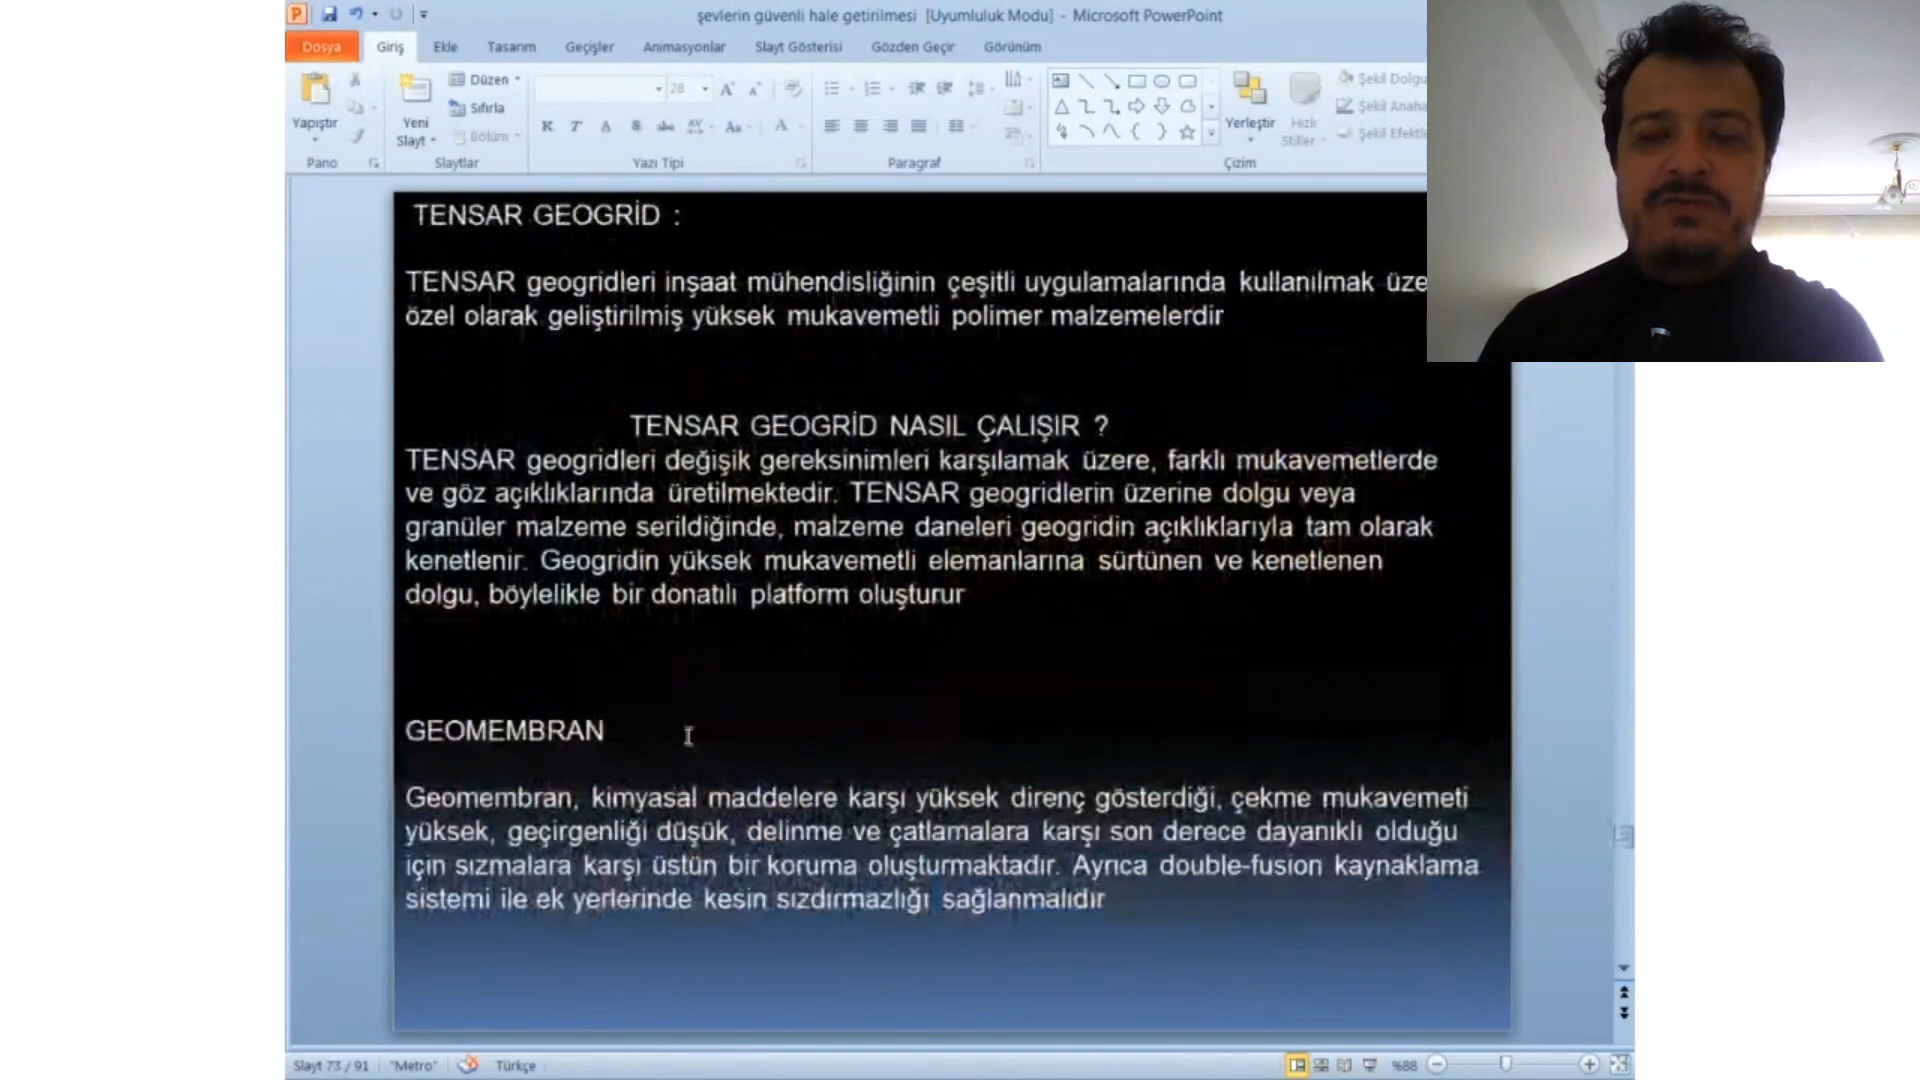 şevlerin güvenli hale getirilmesi [Uyumluluk Modu] - Microsoft PowerPoint
Dosya Giriş Ekle Tasarım Geçişler Animasyonlar Slayt Gösterisi Gözden Geçir Görünüm
Yapıştır
Yeni
Slayt
Düzen
Sıfırla
Bölüm
28
Yerleştir
Hızlı
Stiller
Şekil Dolgu
Şekil Anaha
Şekil Efektle
Pano Slaytlar Yazı Tipi Paragraf Çizim
TENSAR GEOGRİD :
TENSAR geogridleri inşaat mühendisliğinin çeşitli uygulamalarında kullanılmak üze
özel olarak geliştirilmiş yüksek mukavemetli polimer malzemelerdir
TENSAR GEOGRİD NASIL ÇALIŞIR ?
TENSAR geogridleri değişik gereksinimleri karşılamak üzere, farklı mukavemetlerde
ve göz açıklıklarında üretilmektedir. TENSAR geogridlerin üzerine dolgu veya
granüler malzeme serildiğinde, malzeme daneleri geogridin açıklıklarıyla tam olarak
kenetlenir. Geogridin yüksek mukavemetli elemanlarına sürtünen ve kenetlenen
dolgu, böylelikle bir donatılı platform oluşturur
GEOMEMBRAN
Geomembran, kimyasal maddelere karşı yüksek direnç gösterdiği, çekme mukavemeti
yüksek, geçirgenliği düşük, delinme ve çatlamalara karşı son derece dayanıklı olduğu
için sızmalara karşı üstün bir koruma oluşturmaktadır. Ayrıca double-fusion kaynaklama
sistemi ile ek yerlerinde kesin sızdırmazlığı sağlanmalıdır
Slayt 73 / 91 "Metro" Türkçe %88